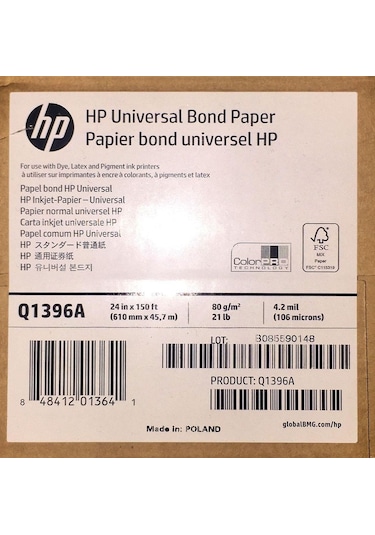 hp
HP Universal Bond Paper
Papier bond universel HP
For use with Dye, Latex and Pigment ink printers
à utiliser sur imprimantes à encre à colorants, à pigments et latex
Papel bond HP Universal
HP Inkjet-Papier – Universal
Papier normal universel HP
Carta inkjet universale HP
Papel comum HP Universal
HP スタンダード普通紙
HP 通用证券纸
HP 유니버설 본드지
ColorPRO
TECHNOLOGY
FSC
MIX
Paper
Q1396A
24 in x 150 ft
(610 mm x 45,7 m)
80 g/m²
21 lb
4.2 mil
(106 microns)
LOT: 3085590148
PRODUCT: Q1396A
8 48412 01364 1
Made in: POLAND
globalBMG.com/hp